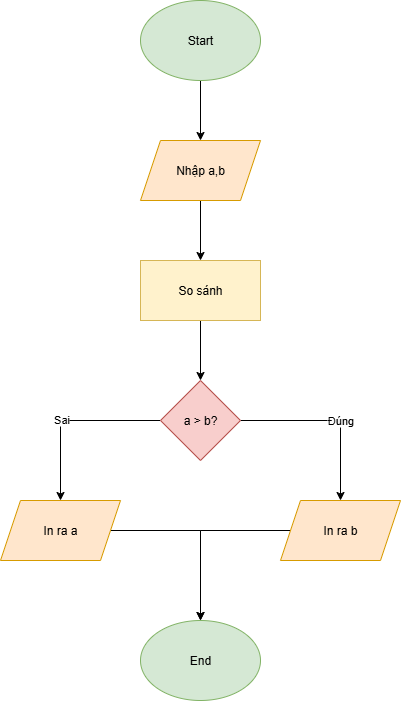 Start
Nhập a,b
So sánh
a > b?
Sai
Đúng
In ra a
In ra b
End